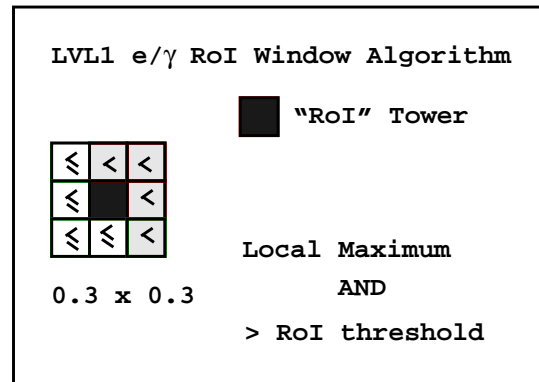 LVL1 e/γ RoI Window Algorithm
“RoI” Tower
≤ < <
≤ <
≤ ≤ <
0.3 x 0.3
Local Maximum
AND
> RoI threshold